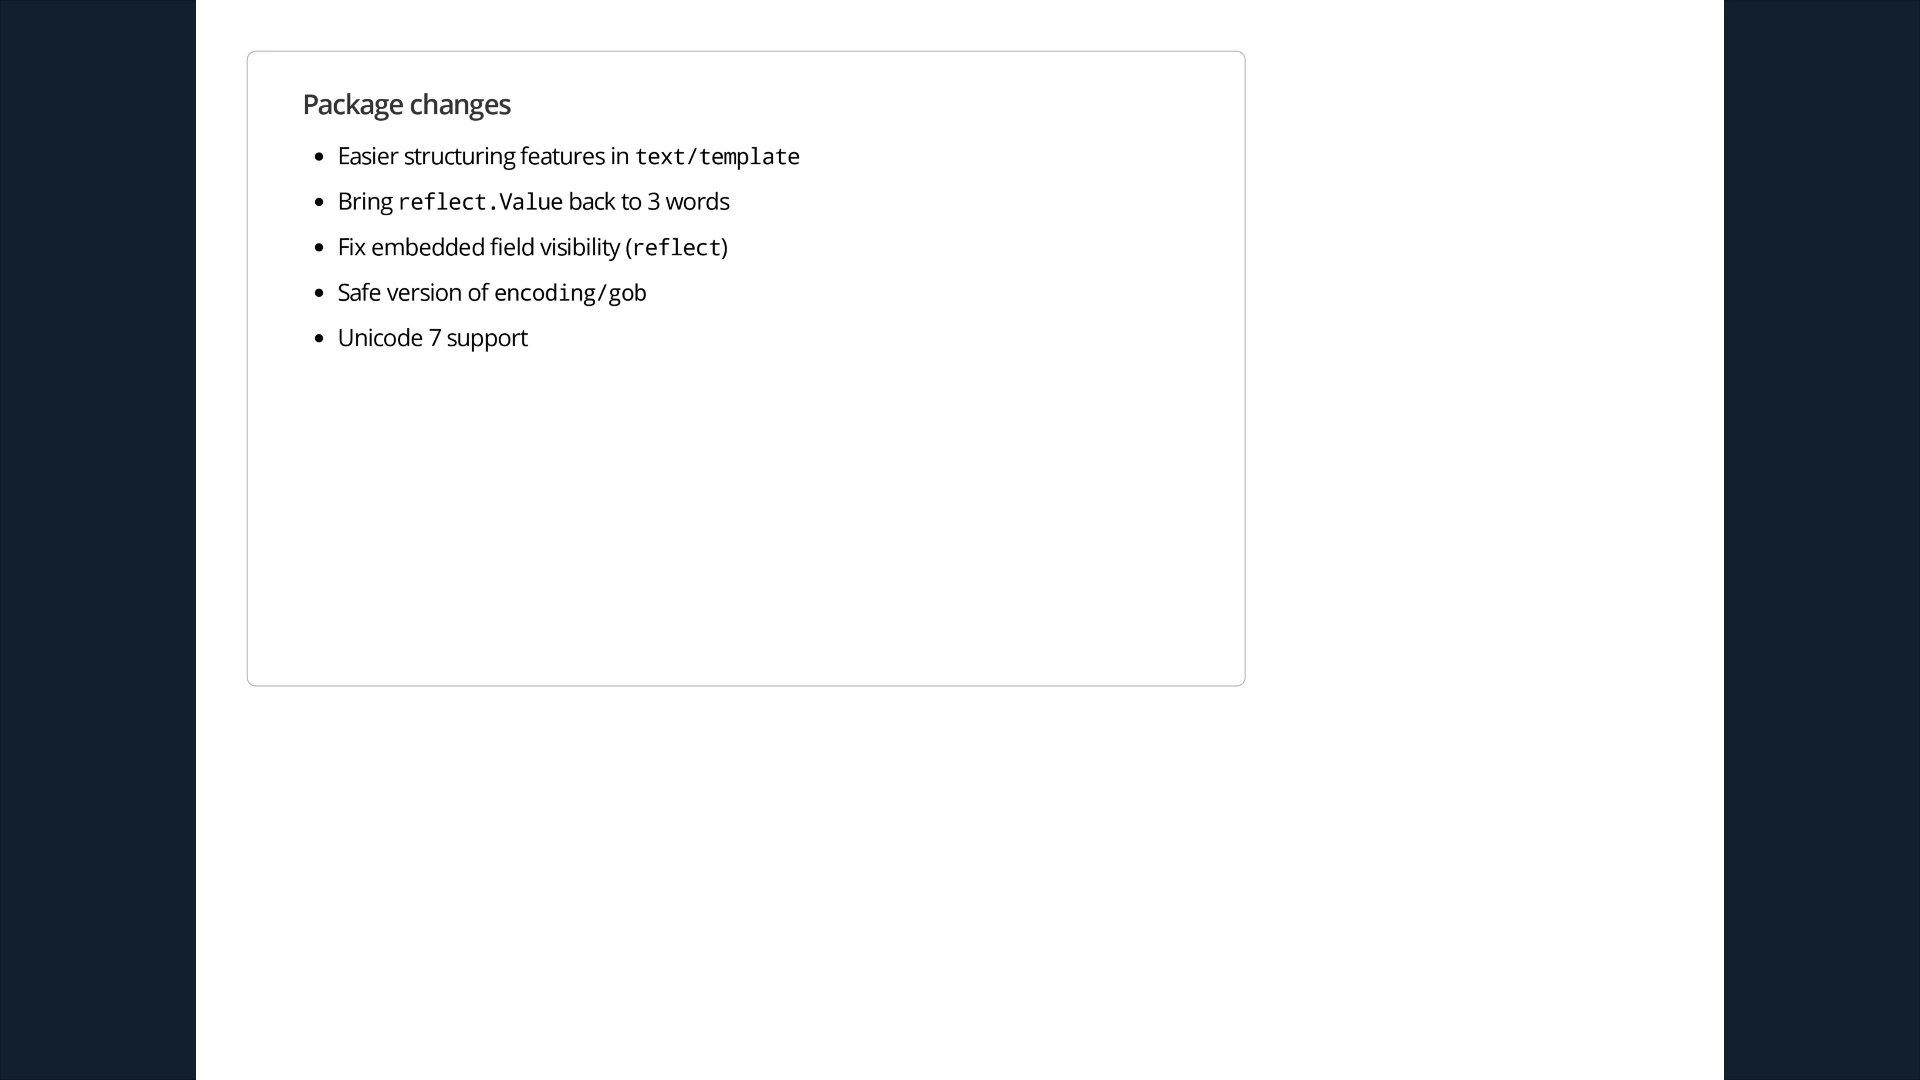 Package changes
• Easier structuring features in text/template
• Bring reflect.Value back to 3 words
• Fix embedded field visibility (reflect)
• Safe version of encoding/gob
• Unicode 7 support